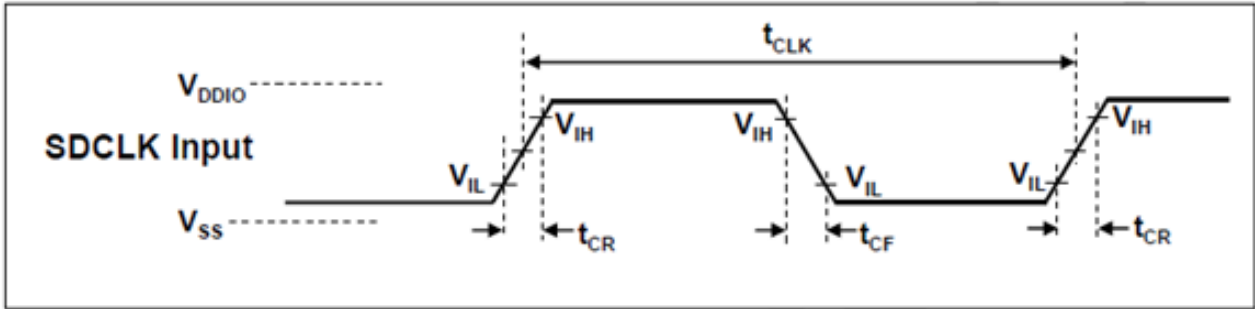 tCLK
VDDIO
VIH VIH VIH
SDCLK Input
VIL VIL VIL
VSS
tCR tCF tCR